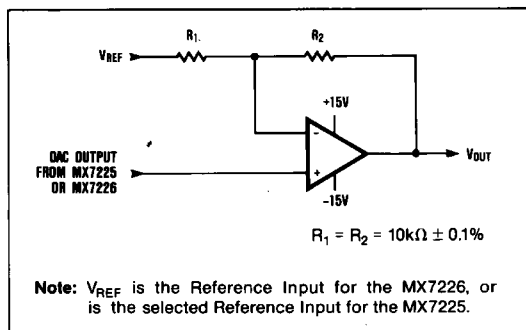 R₁
R₂
VREF
+15V
-
DAC OUTPUT
FROM MX7225
OR MX7226
+
VOUT
-15V
R₁ = R₂ = 10kΩ ± 0.1%
Note: VREF is the Reference Input for the MX7226, or
is the selected Reference Input for the MX7225.